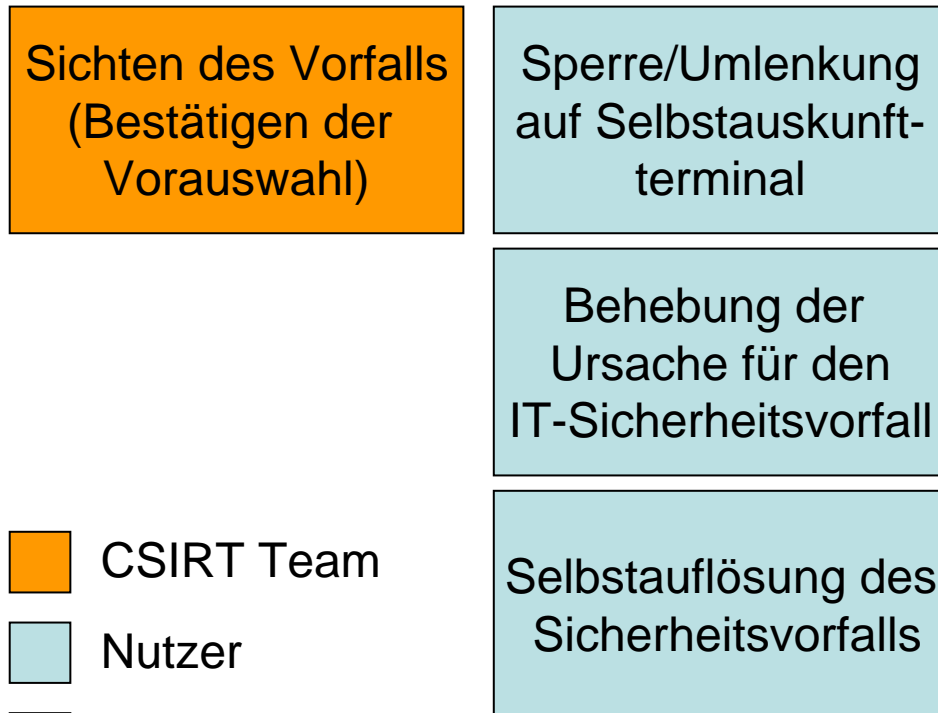 Sichten des Vorfalls
(Bestätigen der
Vorauswahl)
Sperre/Umlenkung
auf Selbstauskunft-
terminal
Behebung der
Ursache für den
IT-Sicherheitsvorfall
Selbstauflösung des
Sicherheitsvorfalls
CSIRT Team
Nutzer